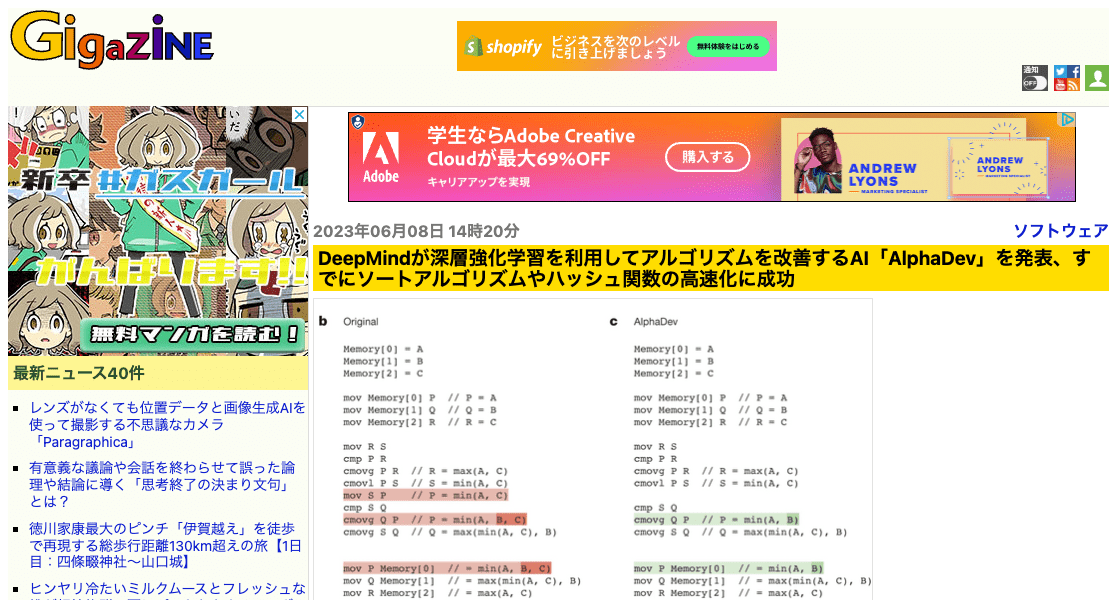 GigaZiNE
shopify
ビジネスを次のレベル
に引き上げましょう
無料体験をはじめる
通知
OFF
いだ
新卒#ガスガール
がんばります!!
無料マンガを読む!
Adobe
学生ならAdobe Creative
Cloudが最大69%OFF
キャリアアップを実現
購入する
ANDREW
LYONS
MARKETING SPECIALIST
ANDREW
LYONS
MARKETING SPECIALIST
2023年06月08日 14時20分
ソフトウェア
DeepMindが深層強化学習を利用してアルゴリズムを改善するAI「AlphaDev」を発表、す
でにソートアルゴリズムやハッシュ関数の高速化に成功
最新ニュース40件
レンズがなくても位置データと画像生成AIを
使って撮影する不思議なカメラ
「Paragraphica」
有意義な議論や会話を終わらせて誤った論
理や結論に導く「思考終了の決まり文句」
とは？
徳川家康最大のピンチ「伊賀越え」を徒歩
で再現する総歩行距離130km超えの旅【1日
目：四條畷神社～山口城】
ヒンヤリ冷たいミルクムースとフレッシュな
b Original
Memory[0] = A
Memory[1] = B
Memory[2] = C
mov Memory[0] P // P = A
mov Memory[1] Q // Q = B
mov Memory[2] R // R = C
mov R S
cmp P R
cmovg P R // R = max(A, C)
cmovl P S // S = min(A, C)
mov S P // P = min(A, C)
cmp S Q
cmovg Q P // P = min(A, B, C)
cmovg S Q // Q = max(min(A, C), B)
mov P Memory[0] // = min(A, B, C)
mov Q Memory[1] // = max(min(A, C), B)
mov R Memory[2] // = max(A, C)
c AlphaDev
Memory[0] = A
Memory[1] = B
Memory[2] = C
mov Memory[0] P // P = A
mov Memory[1] Q // Q = B
mov Memory[2] R // R = C
mov R S
cmp P R
cmovg P R // R = max(A, C)
cmovl P S // S = min(A, C)
cmp S Q
cmovg Q P // P = min(A, B)
cmovg S Q // Q = max(min(A, C), B)
mov P Memory[0] // = min(A, B)
mov Q Memory[1] // = max(min(A, C), B)
mov R Memory[2] // = max(A, C)